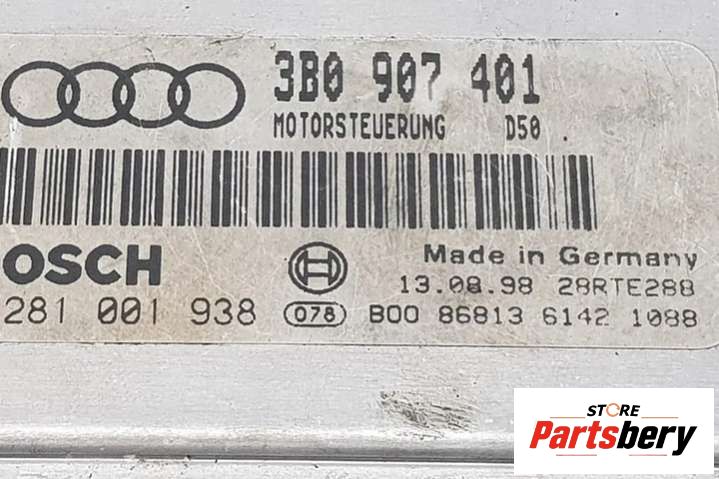 3B0 907 401
MOTORSTEUERUNG D50 .
OSCH
Made in Germany
13.08.98 28RTE288
281 001 938 078 B00 86813 6142 1088
STORE
Partsbery